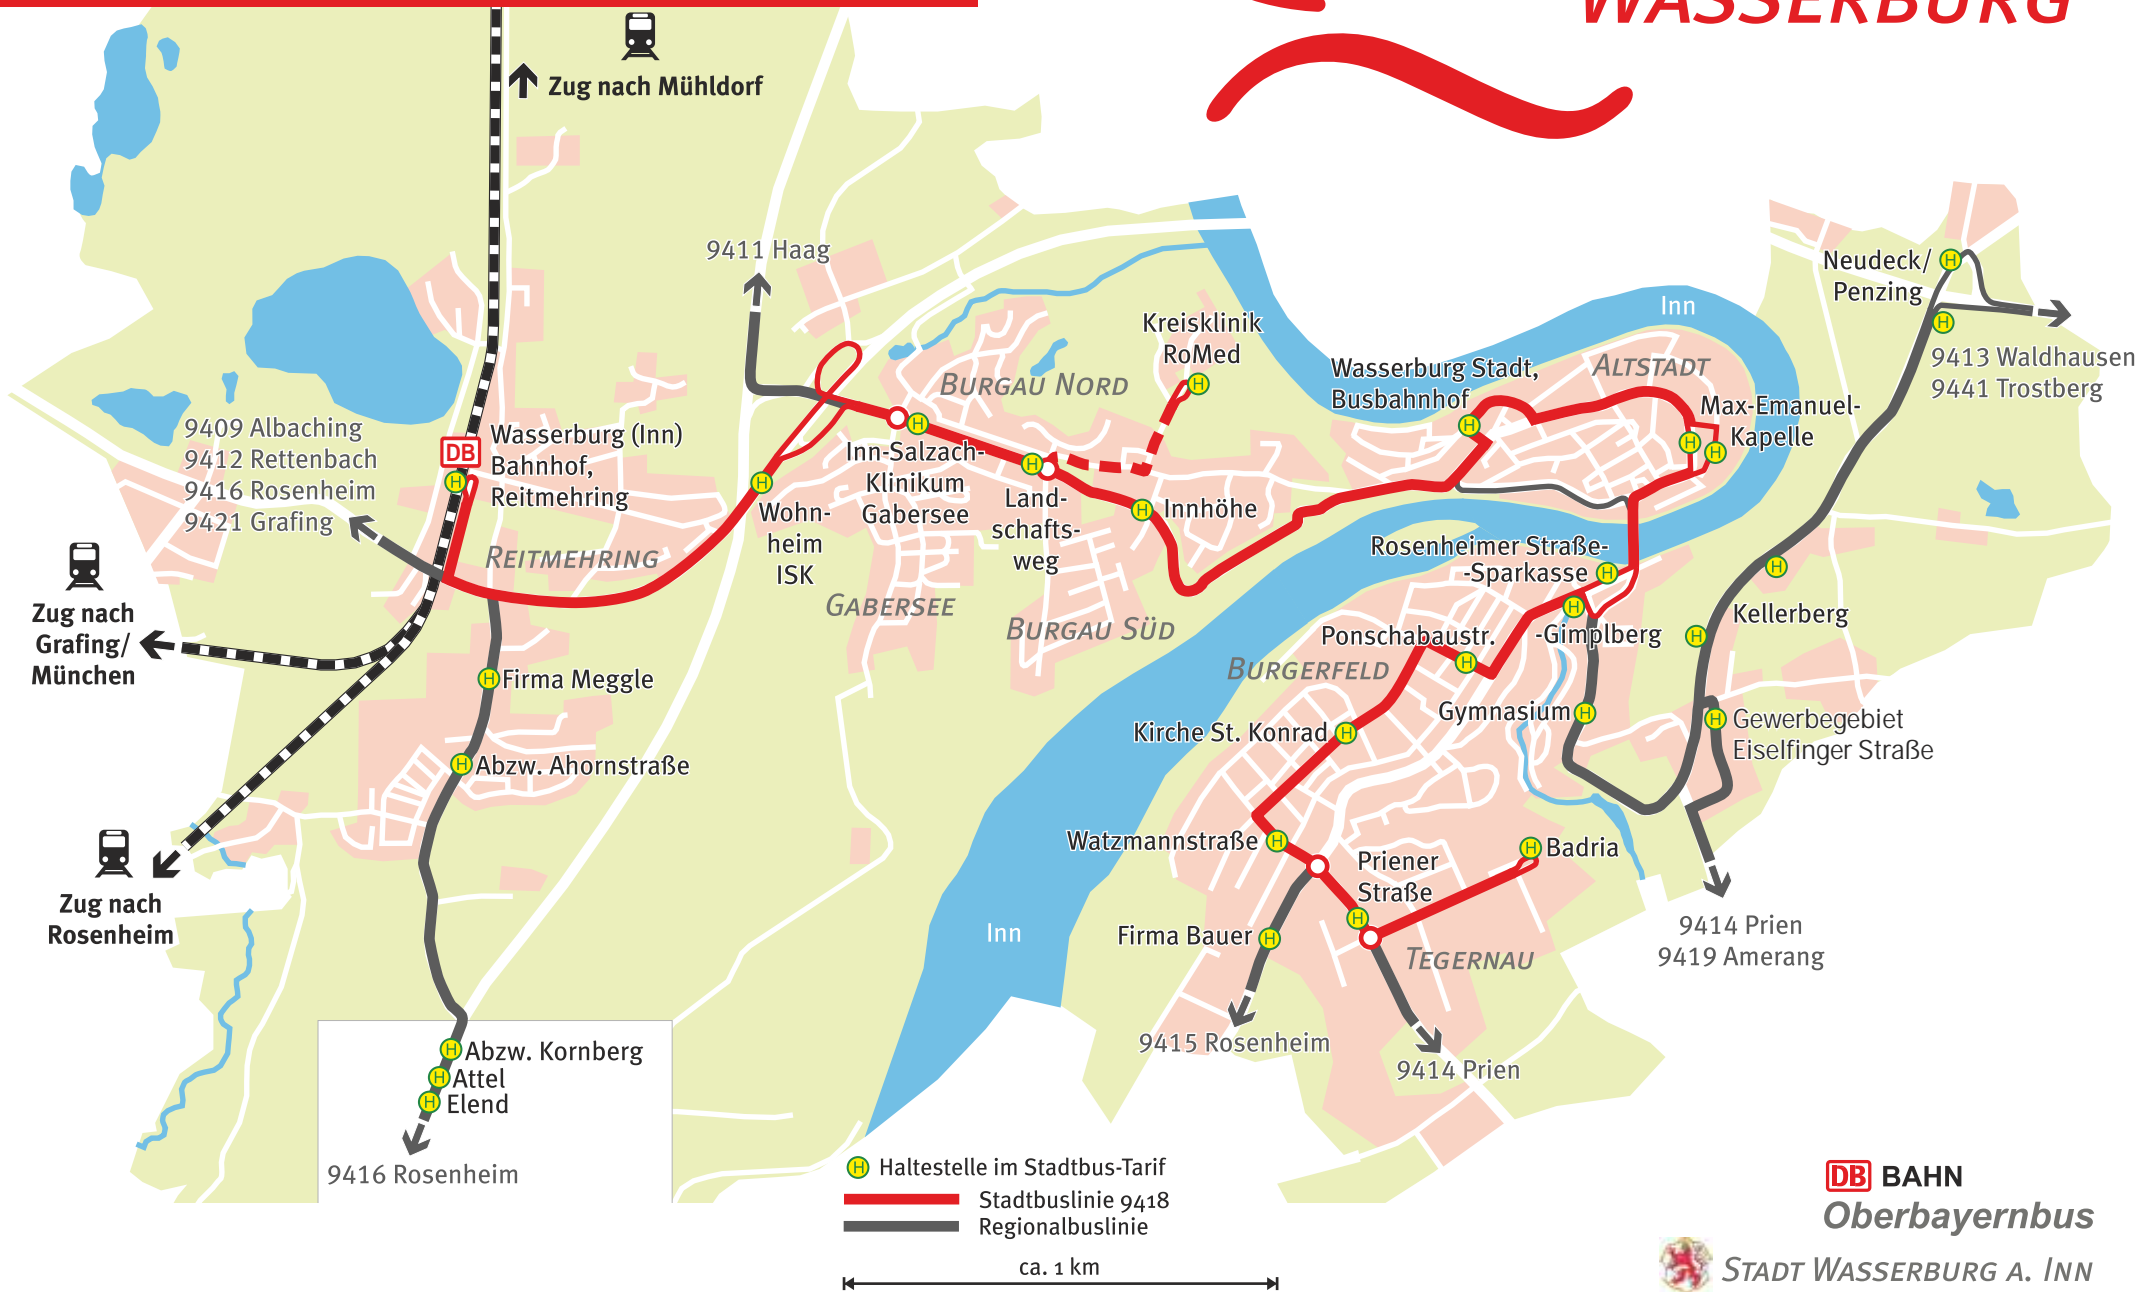 WASSERBURG
Zug nach Mühldorf
9411 Haag
Neudeck/
Penzing
Inn
Kreisklinik
RoMed
Wasserburg Stadt,
Busbahnhof
ALTSTADT
9413 Waldhausen
9441 Trostberg
BURGAU NORD
Max-Emanuel-
Kapelle
9409 Albaching
9412 Rettenbach
9416 Rosenheim
9421 Grafing
DB
H
Wasserburg (Inn)
Bahnhof,
Reitmehring
Inn-Salzach-
Klinikum
Gabersee
Land-
schafts-
weg
Innhöhe
Wohn-
heim
ISK
REITMEHRING
Rosenheimer Straße-
-Sparkasse
Zug nach
Grafing/
München
GABERSEE
BURGAU SÜD
Kellerberg
Ponschabaustr.
-Gimplberg
BURGERFELD
Firma Meggle
Gymnasium
Gewerbegebiet
Eiselfinger Straße
Kirche St. Konrad
Abzw. Ahornstraße
Watzmannstraße
Priener
Straße
Badria
Zug nach
Rosenheim
Inn
Firma Bauer
TEGERNAU
9414 Prien
9419 Amerang
9415 Rosenheim
9414 Prien
Abzw. Kornberg
Attel
Elend
9416 Rosenheim
H Haltestelle im Stadtbus-Tarif
Stadtbuslinie 9418
Regionalbuslinie
ca. 1 km
DB BAHN
Oberbayernbus
STADT WASSERBURG A. INN